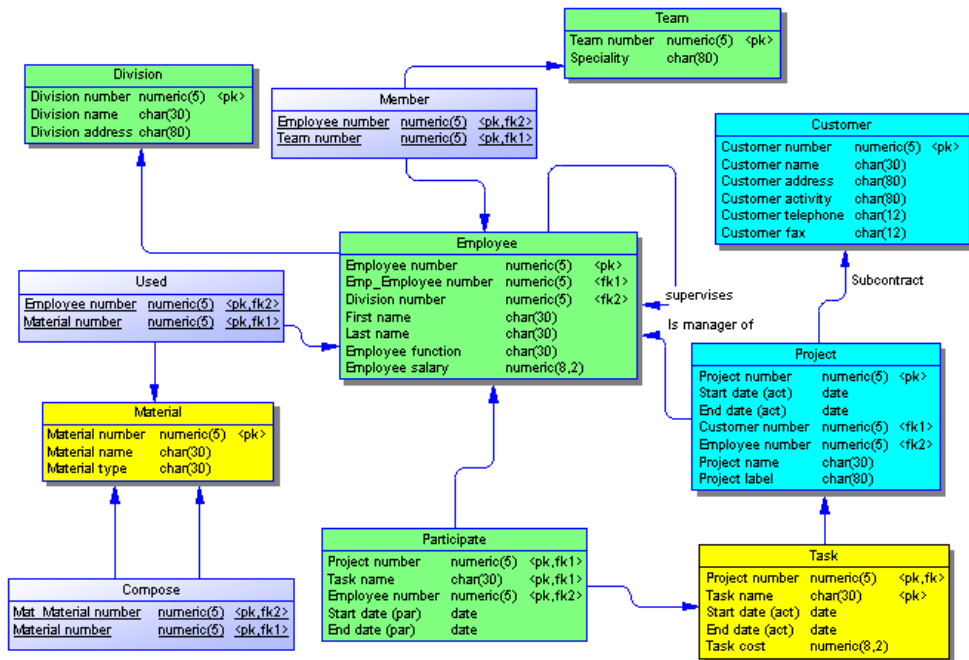 Team
Team number numeric(5) <pk>
Speciality char(80)
Division
Division number numeric(5) <pk>
Division name char(30)
Division address char(80)
Member
Employee number numeric(5) <pk,fk2>
Team number numeric(5) <pk,fk1>
Customer
Customer number numeric(5) <pk>
Customer name char(30)
Customer address char(80)
Customer activity char(80)
Customer telephone char(12)
Customer fax char(12)
Employee
Employee number numeric(5) <pk>
Emp_Employee number numeric(5) <fk1>
Division number numeric(5) <fk2>
First name char(30)
Last name char(30)
Employee function char(30)
Employee salary numeric(8,2)
supervises
Is manager of
Subcontract
Used
Employee number numeric(5) <pk,fk2>
Material number numeric(5) <pk,fk1>
Project
Project number numeric(5) <pk>
Start date (act) date
End date (act) date
Customer number numeric(5) <fk1>
Employee number numeric(5) <fk2>
Project name char(30)
Project label char(80)
Material
Material number numeric(5) <pk>
Material name char(30)
Material type char(30)
Participate
Project number numeric(5) <pk,fk1>
Task name char(30) <pk,fk1>
Employee number numeric(5) <pk,fk2>
Start date (par) date
End date (par) date
Task
Project number numeric(5) <pk,fk>
Task name char(30) <pk>
Start date (act) date
End date (act) date
Task cost numeric(8,2)
Compose
Mat_Material number numeric(5) <pk,fk2>
Material number numeric(5) <pk,fk1>